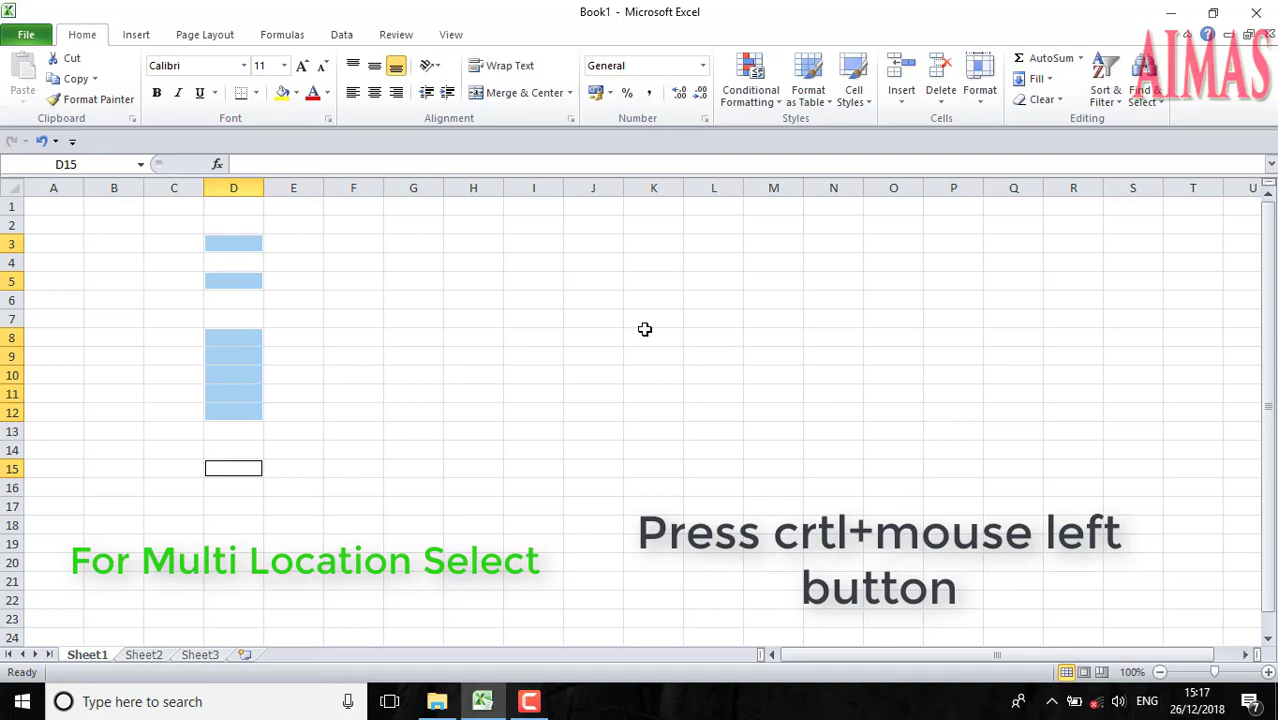 Book1 - Microsoft Excel
File Home Insert Page Layout Formulas Data Review View
AIMAS
Paste
Cut
Copy
Format Painter
Clipboard
Calibri 11
B I U A
Font
Wrap Text
Merge & Center
Alignment
General
% ,
Number
Conditional Formatting
Format as Table
Cell Styles
Styles
Insert Delete Format
Cells
Σ AutoSum
Fill
Clear
Sort & Filter
Find & Select
Editing
D15 fx
A B C D E F G H I J K L M N O P Q R S T U
1
2
3
4
5
6
7
8
9
10
11
12
13
14
15
16
17
18
19
20
21
22
23
24
For Multi Location Select
Press crtl+mouse left
button
Sheet1 Sheet2 Sheet3
Ready 100%
Type here to search
ENG
15:17
26/12/2018
7